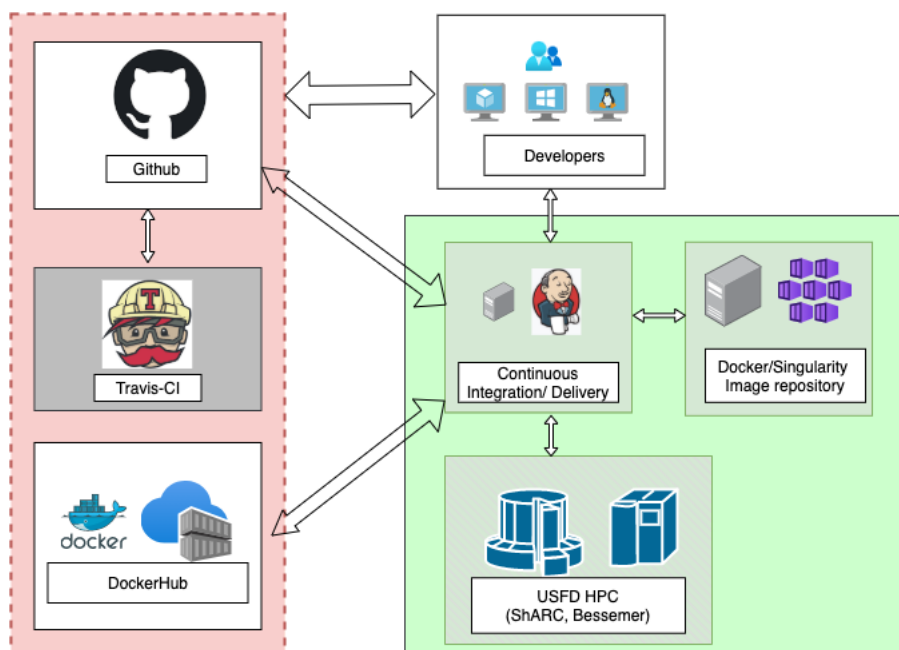 Github
Developers
T
Travis-CI
Continuous
Integration/ Delivery
Docker/Singularity
Image repository
docker
DockerHub
USFD HPC
(ShARC, Bessemer)